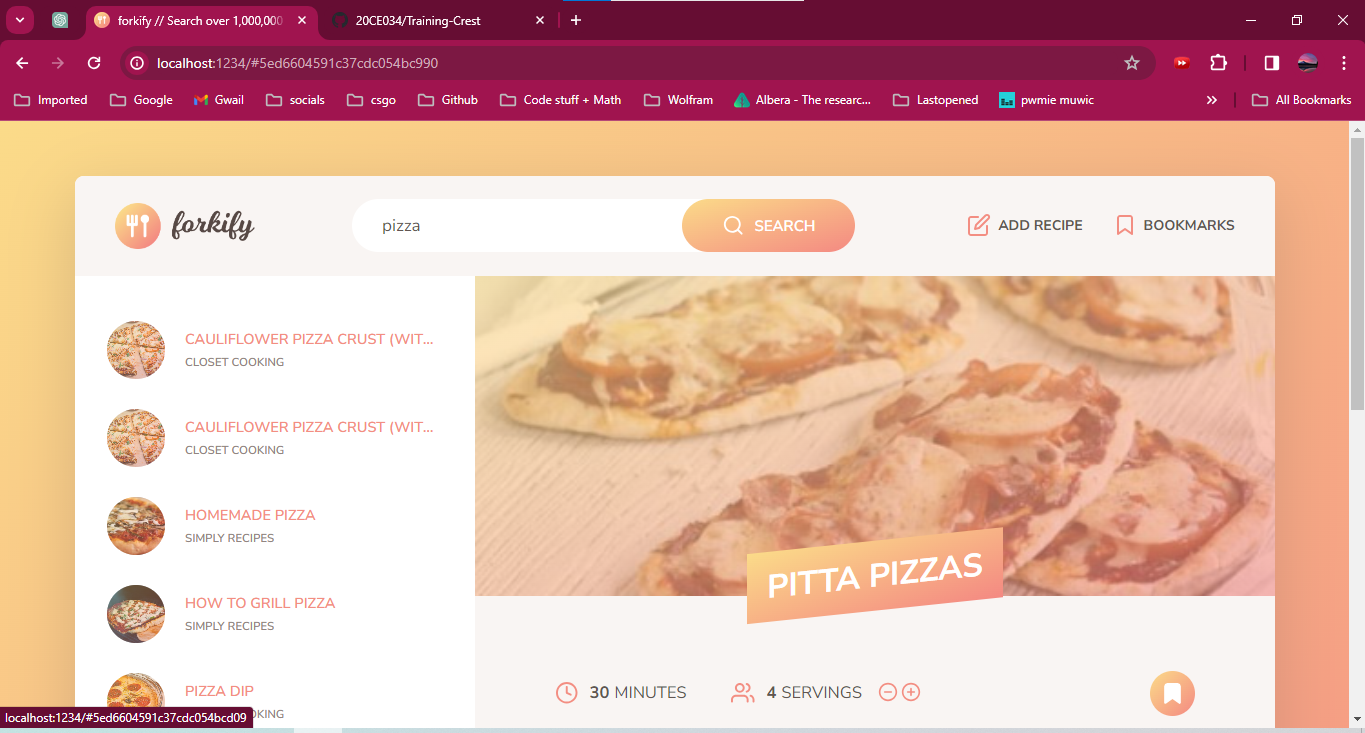 forkify // Search over 1,000,000
20CE034/Training-Crest
localhost:1234/#5ed6604591c37cdc054bc990
Imported
Google
Gwail
socials
csgo
Github
Code stuff + Math
Wolfram
Albera - The researc...
Lastopened
pwmie muwic
All Bookmarks
forkify
pizza
SEARCH
ADD RECIPE
BOOKMARKS
CAULIFLOWER PIZZA CRUST (WIT...
CLOSET COOKING
CAULIFLOWER PIZZA CRUST (WIT...
CLOSET COOKING
HOMEMADE PIZZA
SIMPLY RECIPES
HOW TO GRILL PIZZA
SIMPLY RECIPES
PIZZA DIP
OKING
PITTA PIZZAS
30 MINUTES
4 SERVINGS
localhost:1234/#5ed6604591c37cdc054bcd09